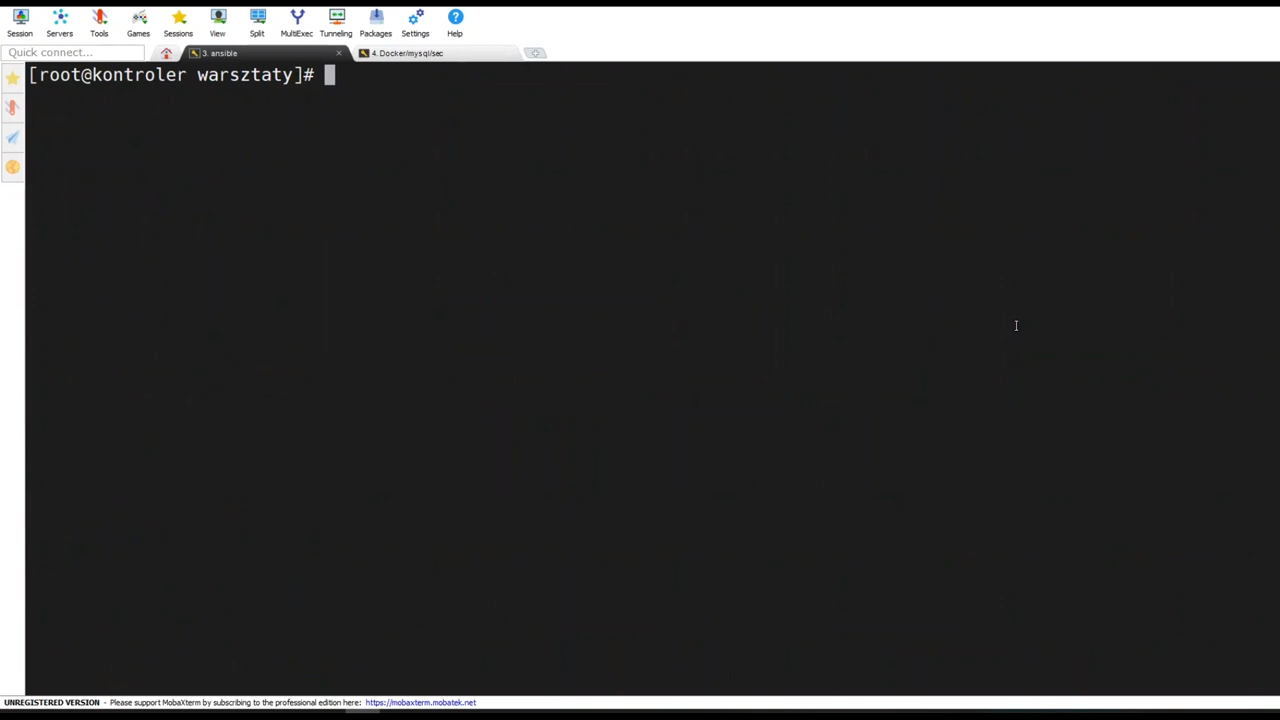 Session Servers Tools Games Sessions View Split MultiExec Tunneling Packages Settings Help
Quick connect... 3. ansible 4. Docker/mysql/sec
[root@kontroler warsztaty]#
UNREGISTERED VERSION - Please support MobaXterm by subscribing to the professional edition here: https://mobaxterm.mobatek.net